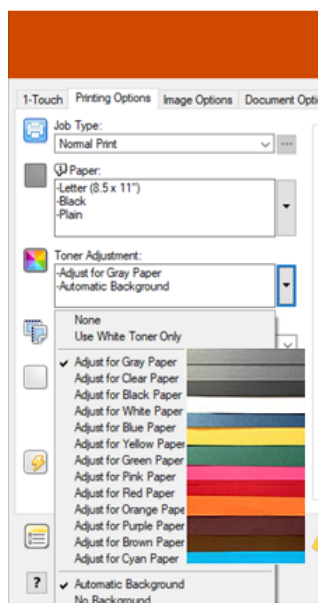 1-Touch Printing Options Image Options Document Opti
Job Type:
Normal Print
Paper:
-Letter (8.5 x 11")
-Black
-Plain
Toner Adjustment:
-Adjust for Gray Paper
-Automatic Background
None
Use White Toner Only
Adjust for Gray Paper
Adjust for Clear Paper
Adjust for Black Paper
Adjust for White Paper
Adjust for Blue Paper
Adjust for Yellow Paper
Adjust for Green Paper
Adjust for Pink Paper
Adjust for Red Paper
Adjust for Orange Pape
Adjust for Purple Paper
Adjust for Brown Paper
Adjust for Cyan Paper
? Automatic Background
No Background